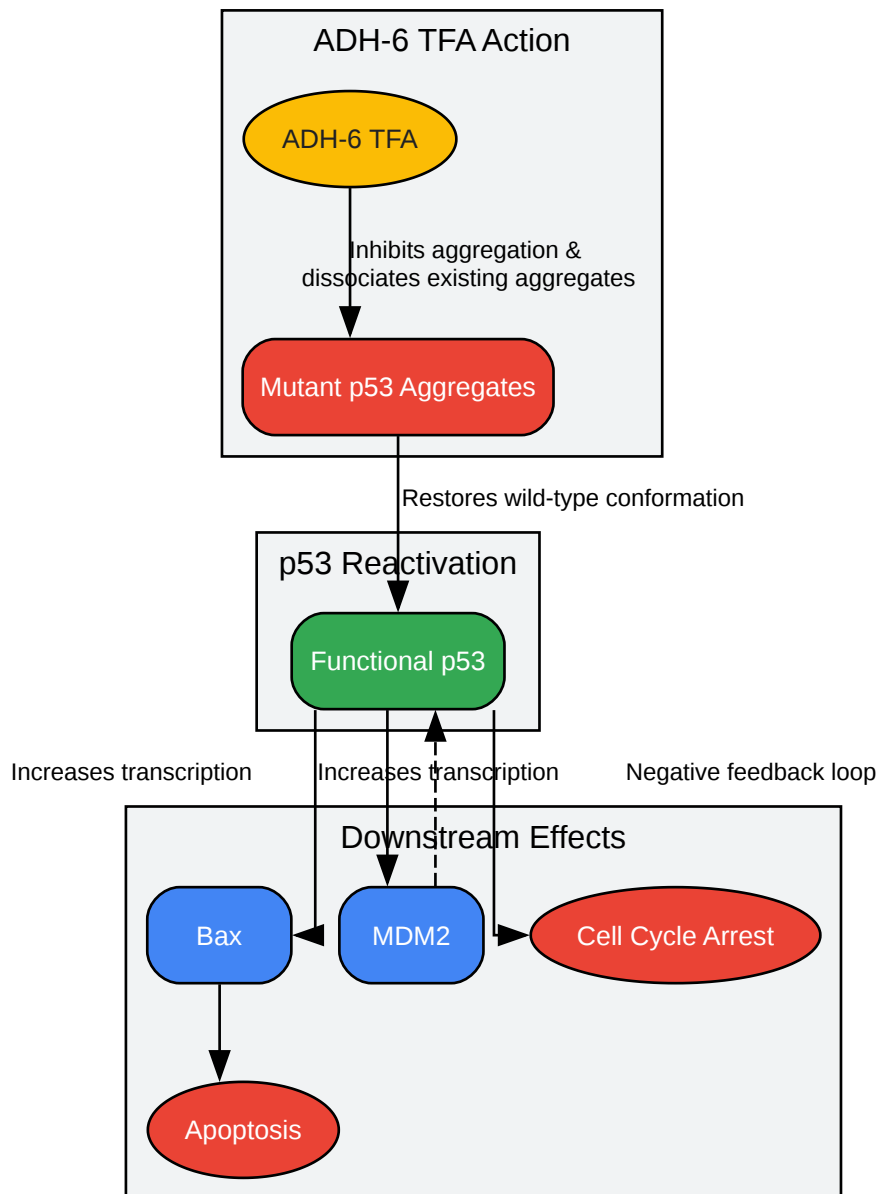 ADH-6 TFA Action
ADH-6 TFA
Inhibits aggregation &
dissociates existing aggregates
Mutant p53 Aggregates
Restores wild-type conformation
p53 Reactivation
Functional p53
Increases transcription
Increases transcription
Negative feedback loop
Downstream Effects
Bax
MDM2
Cell Cycle Arrest
Apoptosis